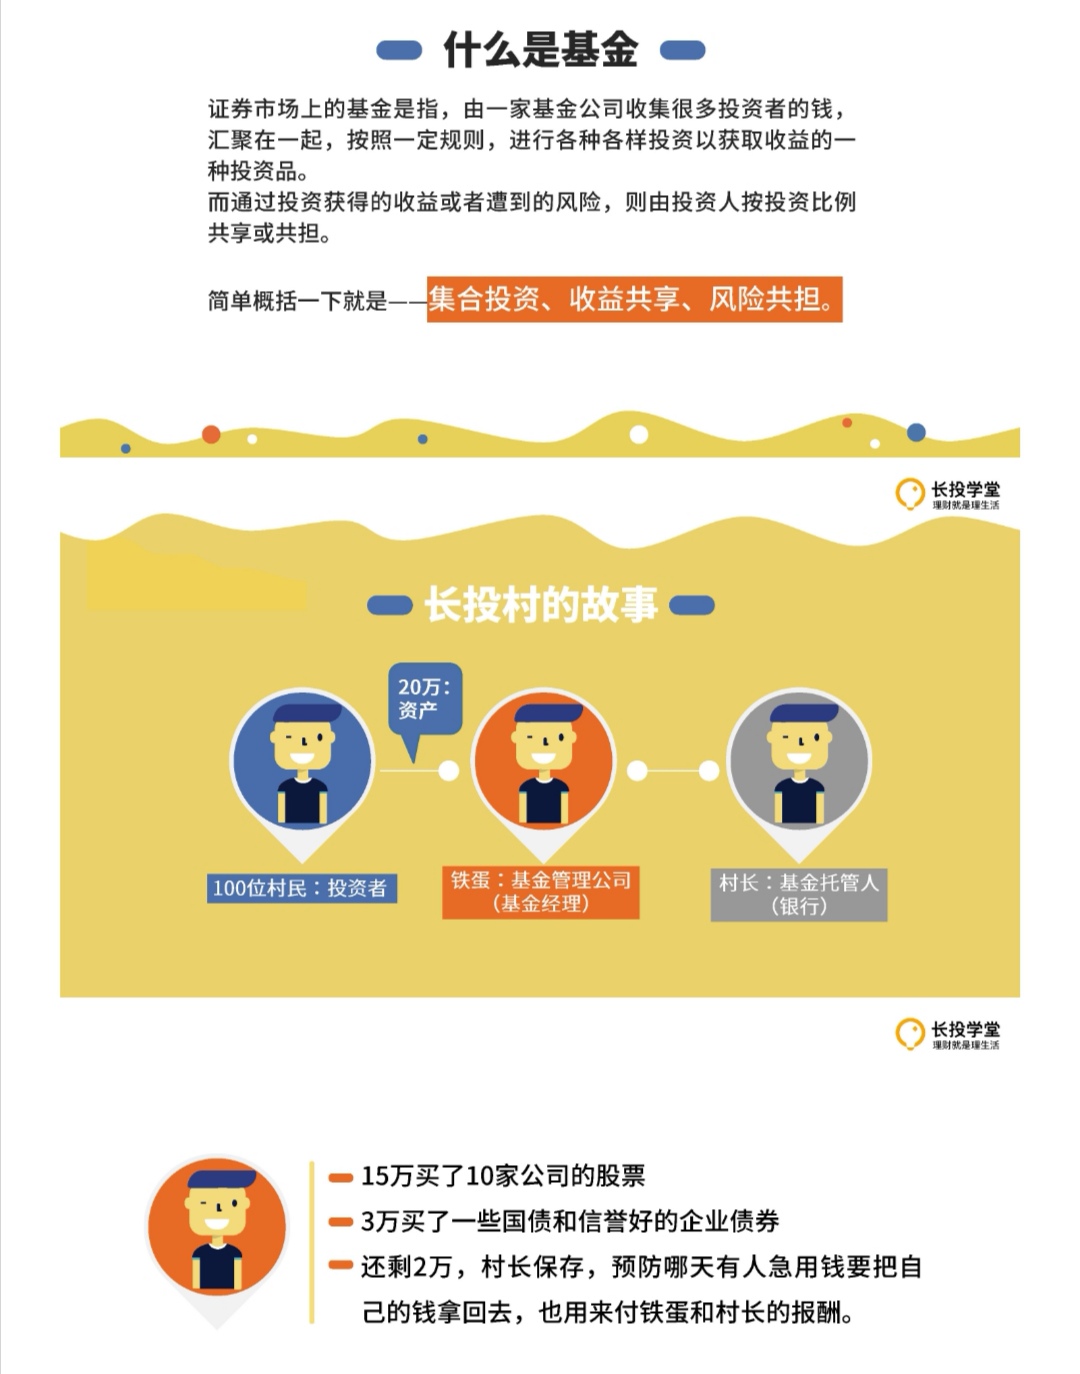 什么是基金
证券市场上的基金是指，由一家基金公司收集很多投资者的钱，
汇聚在一起，按照一定规则，进行各种各样投资以获取收益的一
种投资品。
而通过投资获得的收益或者遭到的风险，则由投资人按投资比例
共享或共担。
简单概括一下就是——集合投资、收益共享、风险共担。
长投学堂
理财就是理生活
长投村的故事
20万：
资产
100位村民：投资者
铁蛋：基金管理公司
（基金经理）
村长：基金托管人
（银行）
长投学堂
理财就是理生活
15万买了10家公司的股票
3万买了一些国债和信誉好的企业债券
还剩2万，村长保存，预防哪天有人急用钱要把自
己的钱拿回去，也用来付铁蛋和村长的报酬。